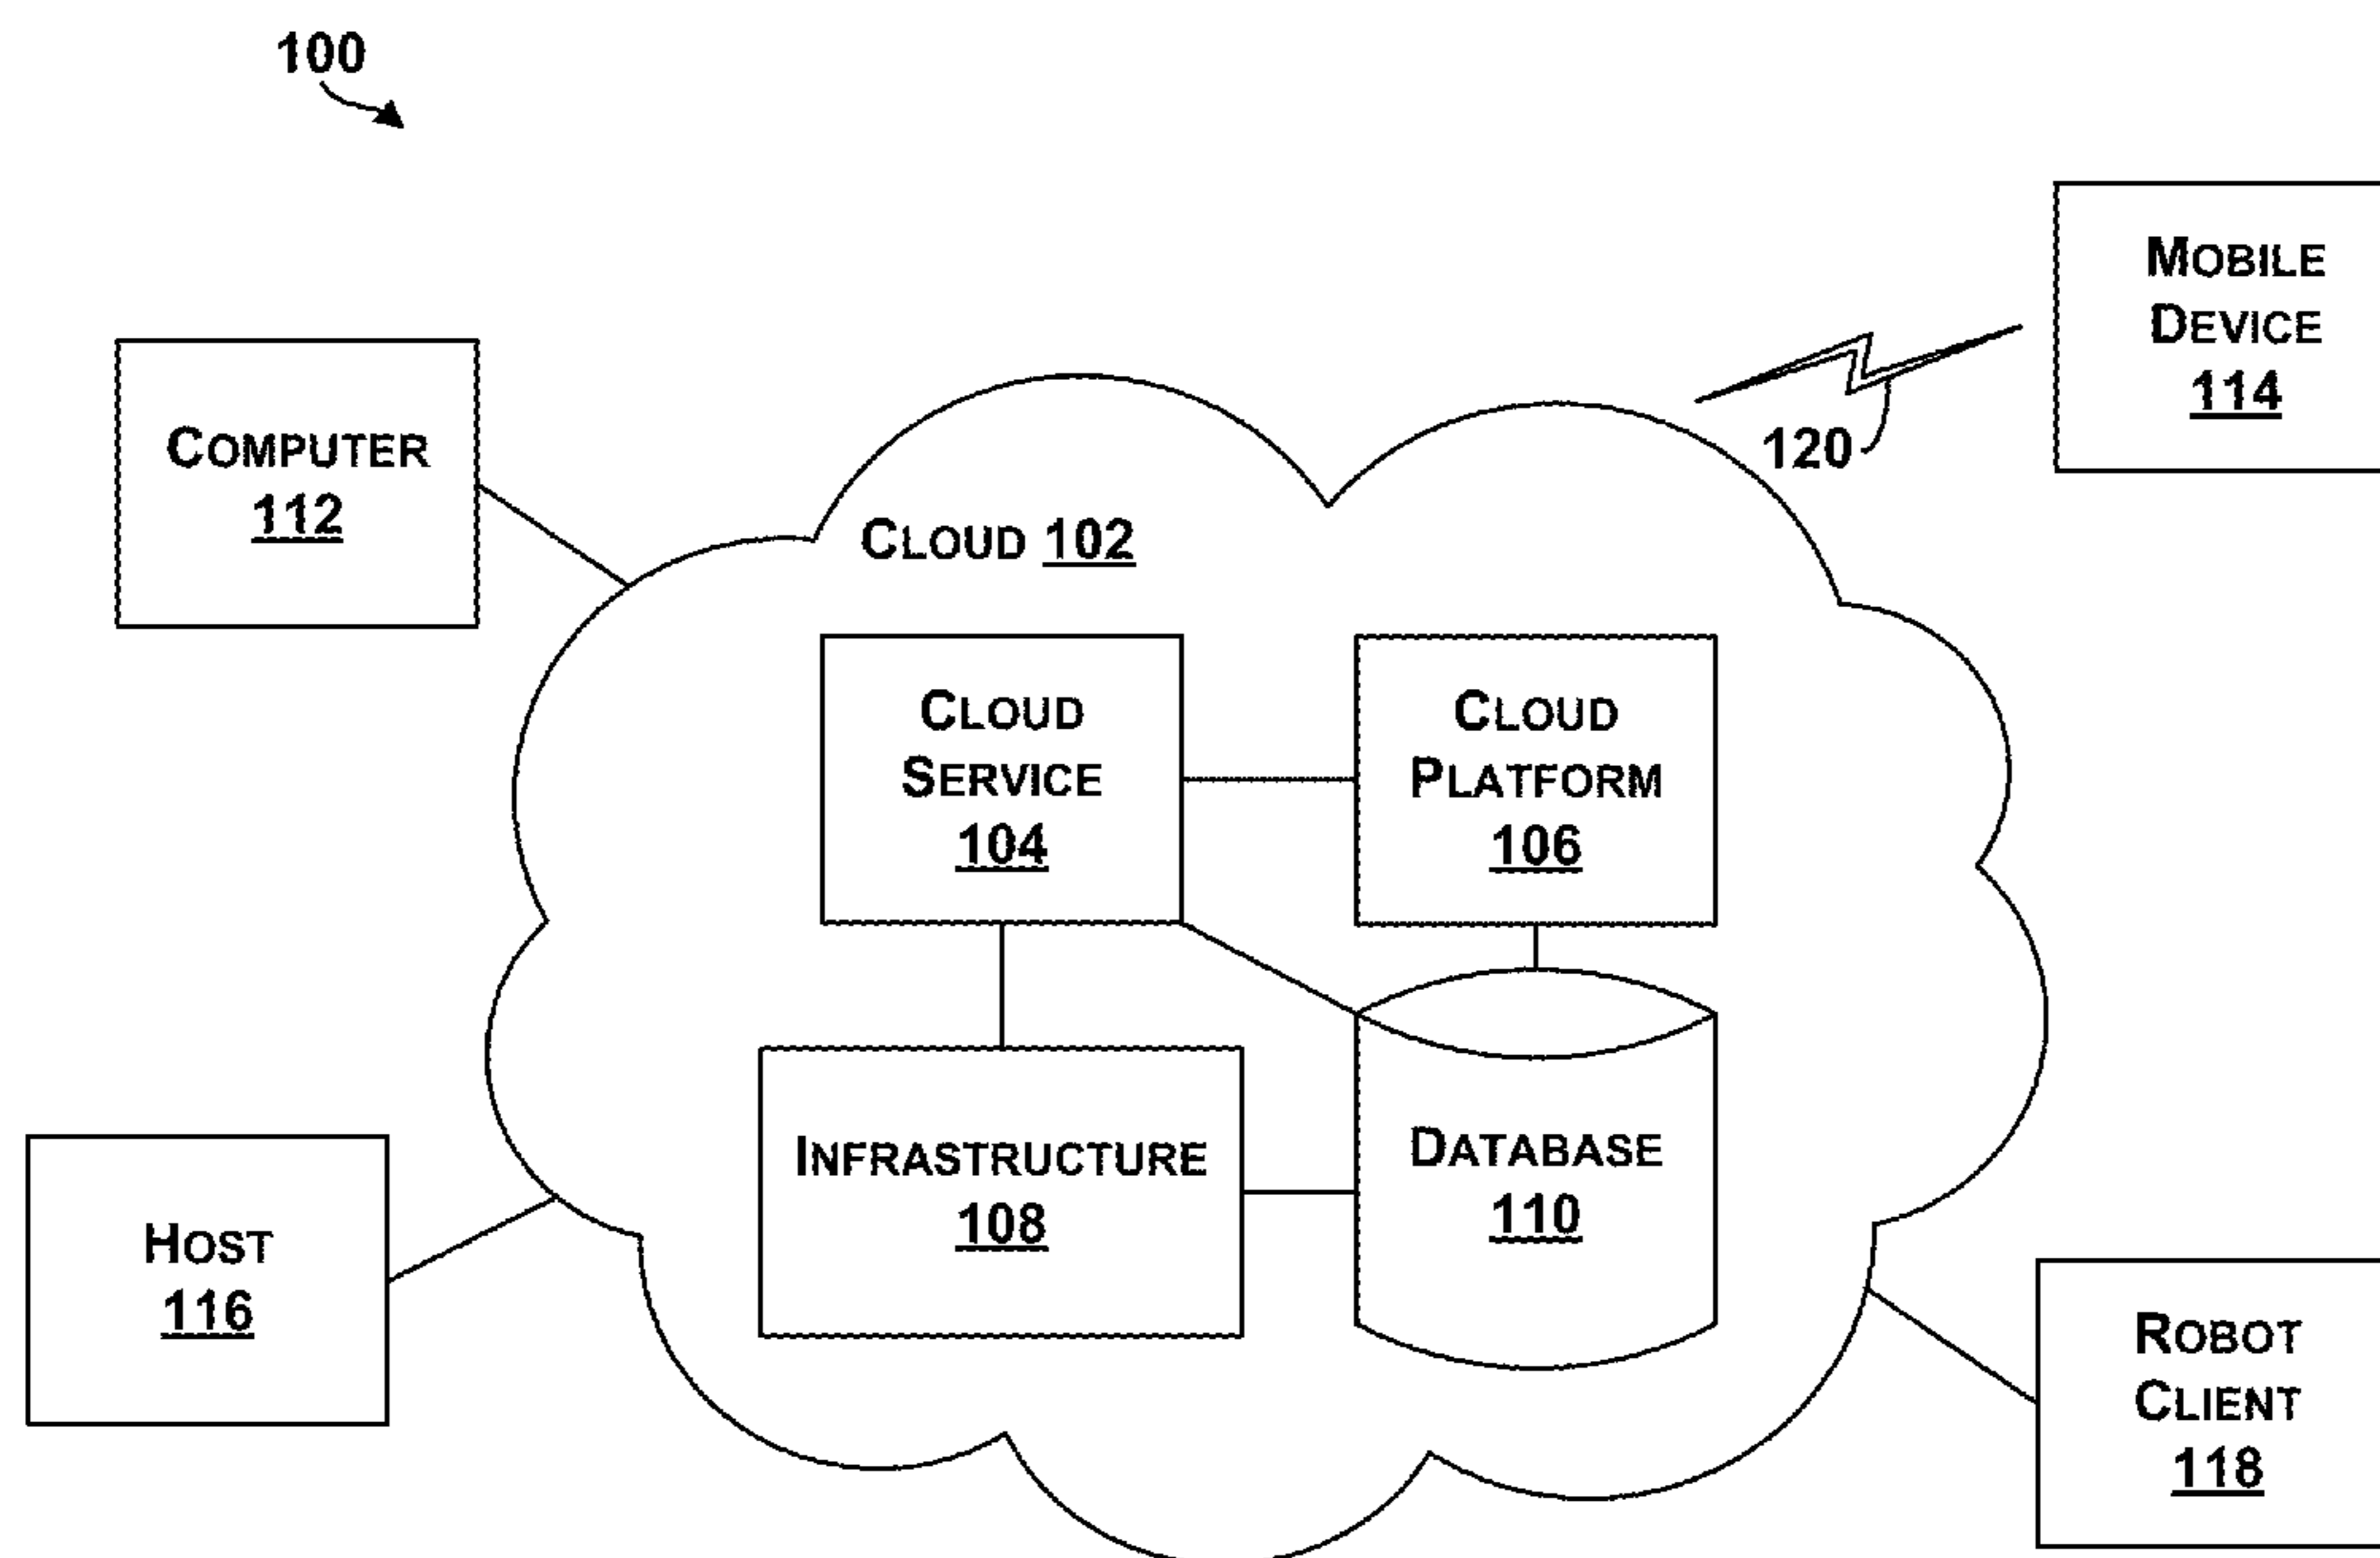 100
MOBILE
DEVICE
114
120
COMPUTER
112
CLOUD 102
CLOUD
SERVICE
104
CLOUD
PLATFORM
106
INFRASTRUCTURE
108
DATABASE
110
HOST
116
ROBOT
CLIENT
118